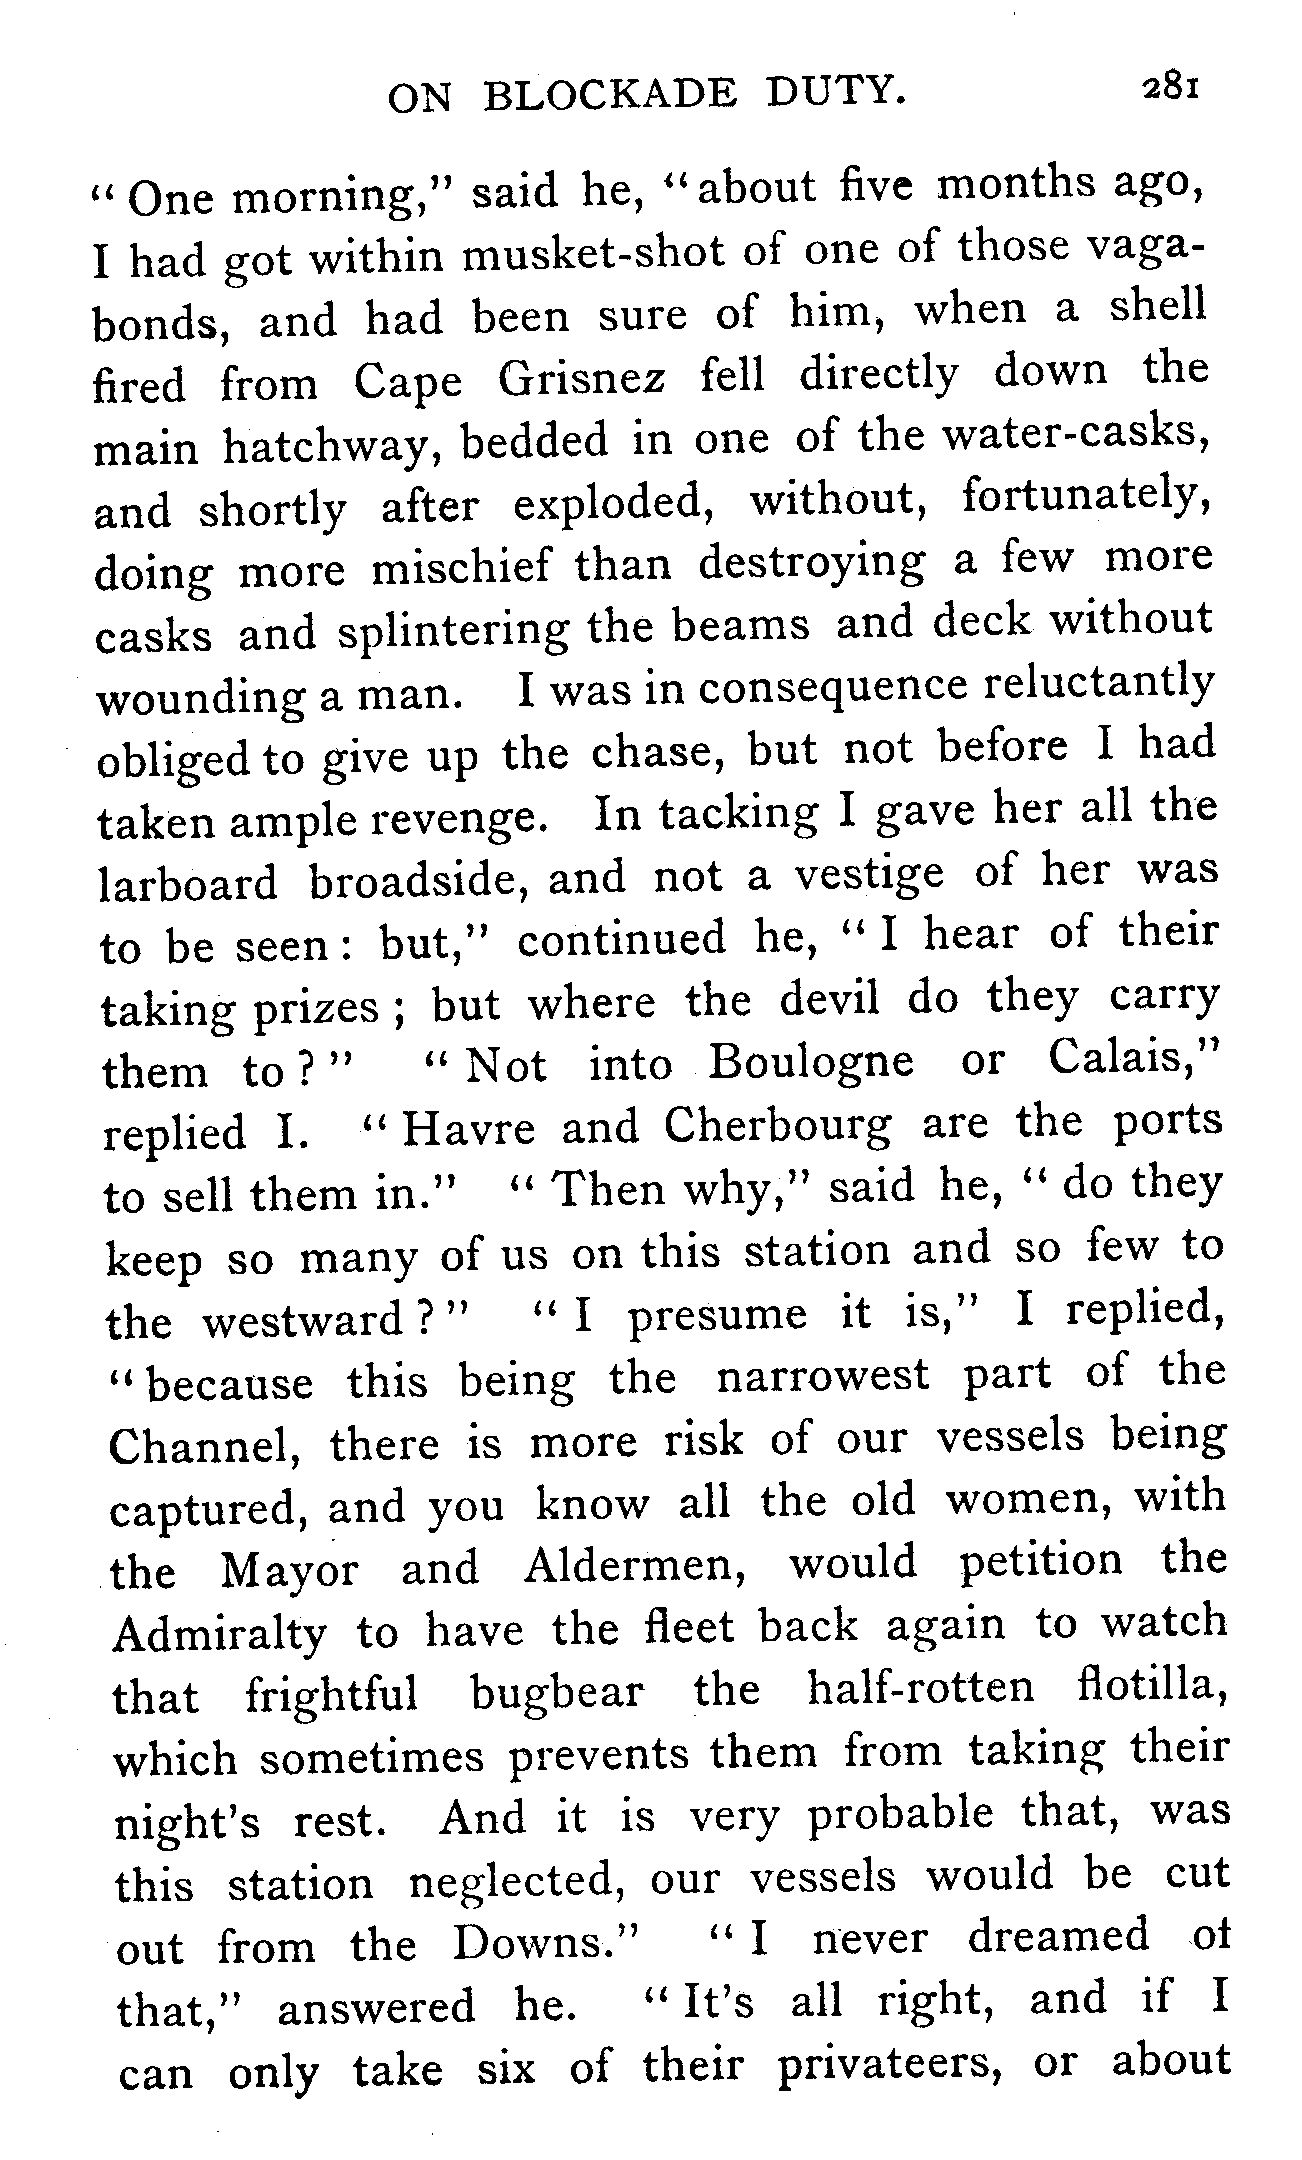 ON BLOCKADE DUTY. 281
“ One morning,” said he, “ about five months ago,
I had got within musket-shot of one of those vaga-
bonds, and had been sure of him, when a shell
fired from Cape Grisnez fell directly down the
main hatchway, bedded in one of the water-casks,
and shortly after exploded, without, fortunately,
doing more mischief than destroying a few more
casks and splintering the beams and deck without
wounding a man. I was in consequence reluctantly
obliged to give up the chase, but not before I had
taken ample revenge. In tacking I gave her all the
larboard broadside, and not a vestige of her was
to be seen : but,” continued he, “ I hear of their
taking prizes ; but where the devil do they carry
them to ? ” “ Not into Boulogne or Calais,”
replied I. “ Havre and Cherbourg are the ports
to sell them in.” “ Then why,” said he, “ do they
keep so many of us on this station and so few to
the westward ? ” “ I presume it is,” I replied,
“ because this being the narrowest part of the
Channel, there is more risk of our vessels being
captured, and you know all the old women, with
the Mayor and Aldermen, would petition the
Admiralty to have the fleet back again to watch
that frightful bugbear the half-rotten flotilla,
which sometimes prevents them from taking their
night's rest. And it is very probable that, was
this station neglected, our vessels would be cut
out from the Downs.” “ I never dreamed of
that,” answered he. “ It's all right, and if I
can only take six of their privateers, or about